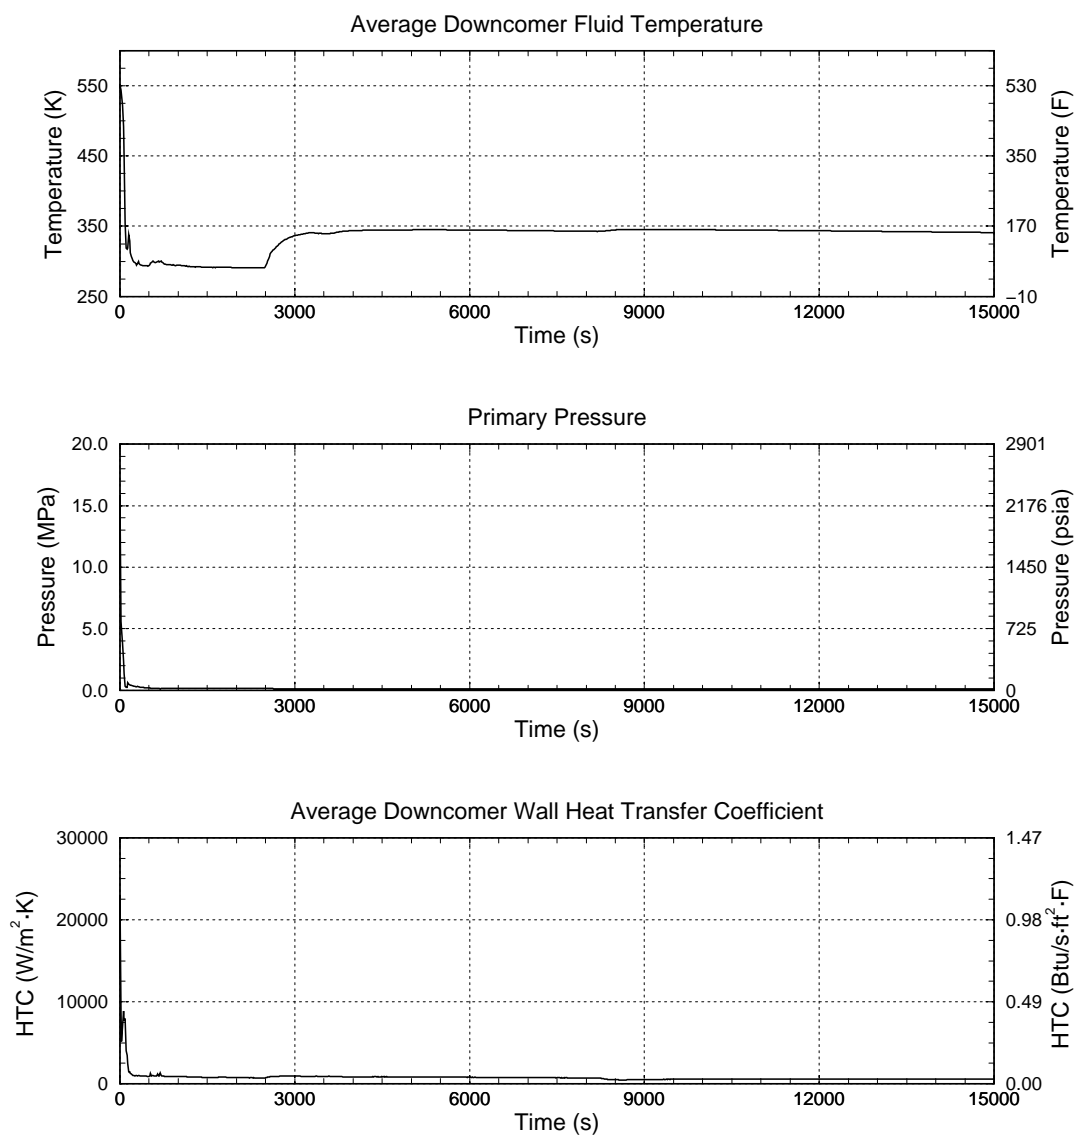 Average Downcomer Fluid Temperature
550
450
350
250
530
350
170
−10
Temperature (K)
Temperature (F)
0 3000 6000 9000 12000 15000
Time (s)
Primary Pressure
20.0
15.0
10.0
5.0
0.0
2901
2176
1450
725
0
Pressure (MPa)
Pressure (psia)
0 3000 6000 9000 12000 15000
Time (s)
Average Downcomer Wall Heat Transfer Coefficient
30000
20000
10000
0
1.47
0.98
0.49
0.00
HTC (W/m²·K)
HTC (Btu/s·ft²·F)
0 3000 6000 9000 12000 15000
Time (s)